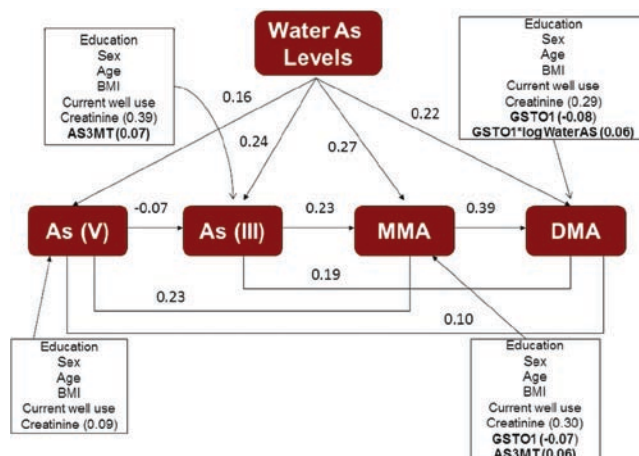 Water As
Levels
Education
Sex
Age
BMI
Current well use
Creatinine (0.39)
AS3MT (0.07)
Education
Sex
Age
BMI
Current well use
Creatinine (0.29)
GSTO1 (-0.08)
GSTO1*logWaterAS (0.06)
0.16
0.24
0.27
0.22
As (V)
-0.07
As (III)
0.23
MMA
0.39
DMA
0.19
0.23
0.10
Education
Sex
Age
BMI
Current well use
Creatinine (0.09)
Education
Sex
Age
BMI
Current well use
Creatinine (0.30)
GSTO1 (-0.07)
AS3MT (0.06)